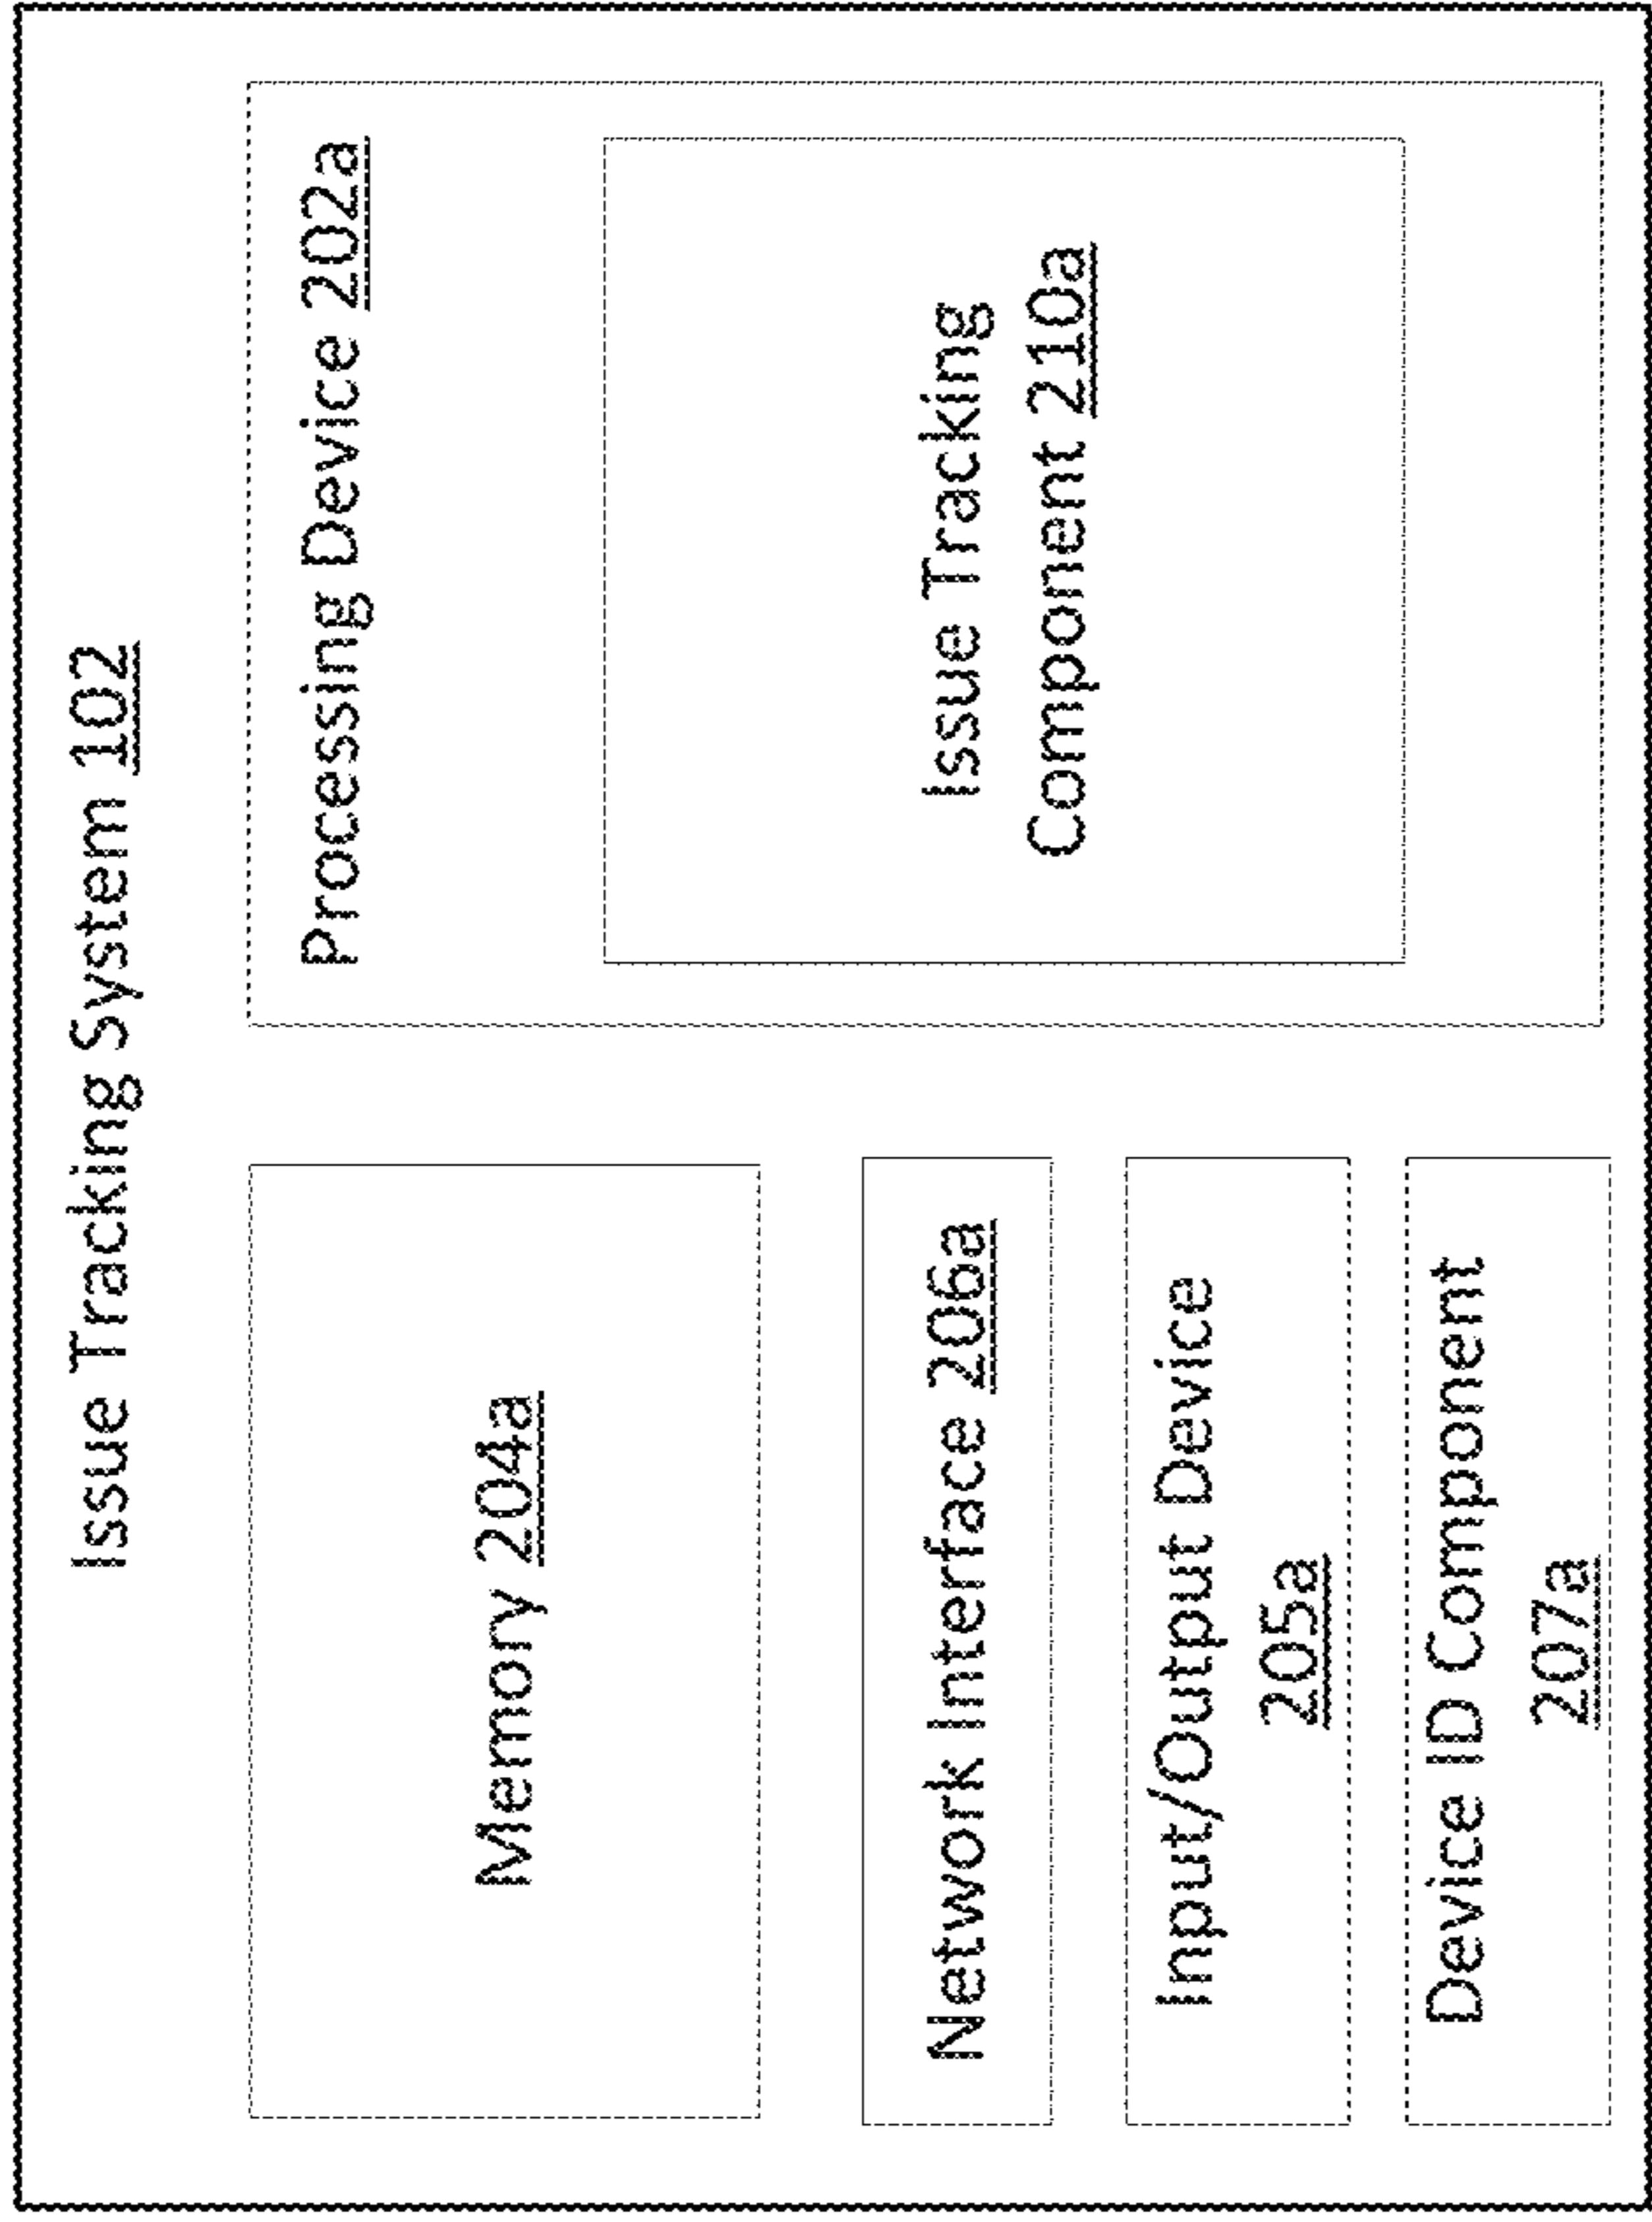 Issue Tracking System 102
Memory 204a
Network Interface 206a
Input/Output Device
205a
Device ID Component
207a
Processing Device 202a
Issue Tracking
Component 210a